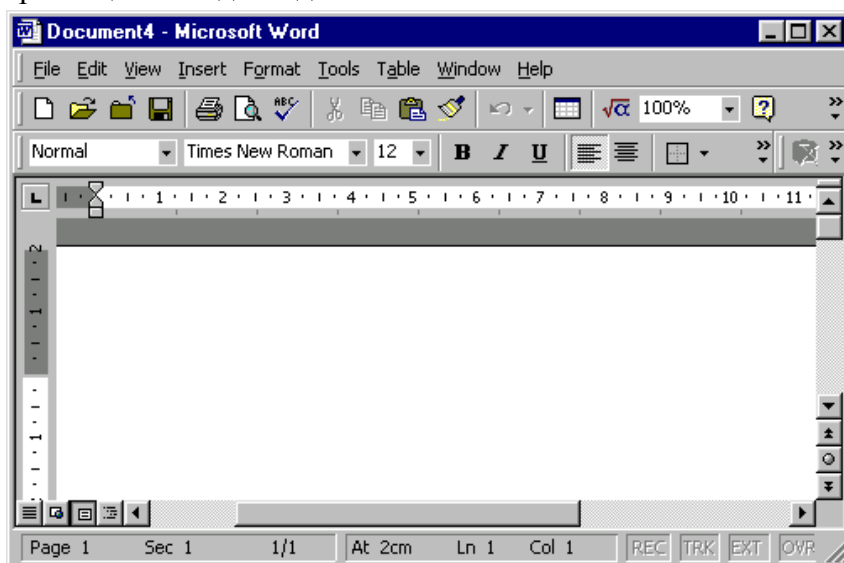 Document4 - Microsoft Word
File Edit View Insert Format Tools Table Window Help
ABC √α 100% ?
Normal Times New Roman 12 B I U
L 1 2 3 4 5 6 7 8 9 10 11
2
1
1
Page 1 Sec 1 1/1 At 2cm Ln 1 Col 1 REC TRK EXT OVR